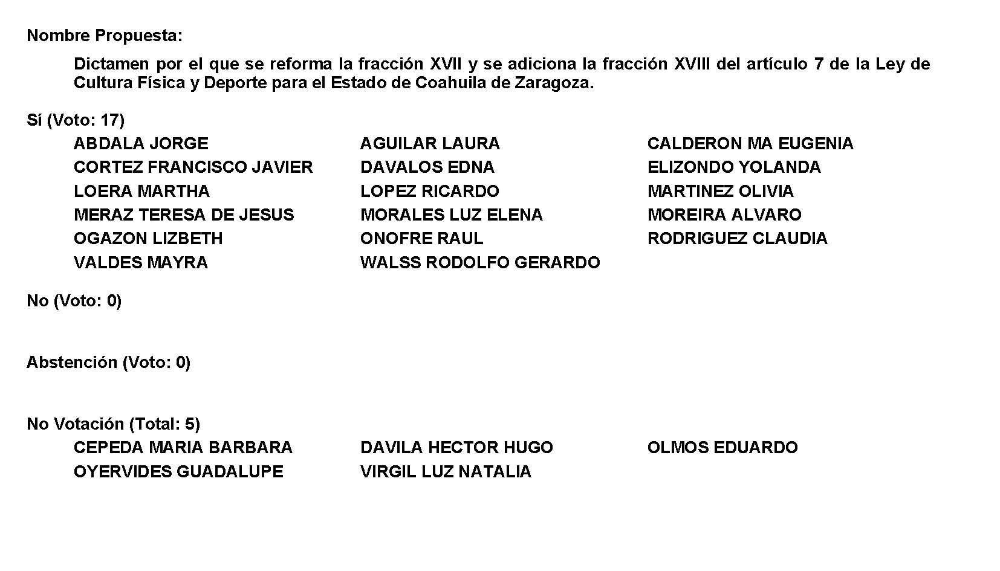 Nombre Propuesta:
Dictamen por el que se reforma la fracción XVII y se adiciona la fracción XVIII del artículo 7 de la Ley de
Cultura Física y Deporte para el Estado de Coahuila de Zaragoza.
Sí (Voto: 17)
ABDALA JORGE AGUILAR LAURA CALDERON MA EUGENIA
CORTEZ FRANCISCO JAVIER DAVALOS EDNA ELIZONDO YOLANDA
LOERA MARTHA LOPEZ RICARDO MARTINEZ OLIVIA
MERAZ TERESA DE JESUS MORALES LUZ ELENA MOREIRA ALVARO
OGAZON LIZBETH ONOFRE RAUL RODRIGUEZ CLAUDIA
VALDES MAYRA WALSS RODOLFO GERARDO
No (Voto: 0)
Abstención (Voto: 0)
No Votación (Total: 5)
CEPEDA MARIA BARBARA DAVILA HECTOR HUGO OLMOS EDUARDO
OYERVIDES GUADALUPE VIRGIL LUZ NATALIA